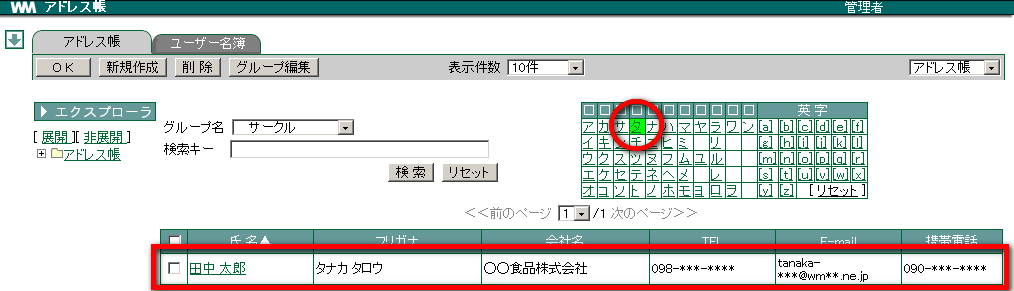 WM アドレス帳 管理者
アドレス帳 ユーザー名簿
OK 新規作成 削除 グループ編集 表示件数 10件 アドレス帳
エクスプローラ
[ 展開 ][ 非展開 ]
アドレス帳
グループ名 サークル
検索キー
検索 リセット
英字
ア カ サ タ ナ ハ マ ヤ ラ ワ ン [a] [b] [c] [d] [e] [f]
イ キ シ チ ニ ヒ ミ リ [g] [h] [i] [j] [k] [l]
ウ ク ス ツ ヌ フ ム ユ ル [m] [n] [o] [p] [q] [r]
エ ケ セ テ ネ ヘ メ レ [s] [t] [u] [v] [w] [x]
オ コ ソ ト ノ ホ モ ヨ ロ ヲ [y] [z] [リセット]
<<前のページ 1 /1 次のページ>>
氏名▲ フリガナ 会社名 TEL E-mail 携帯電話
田中 太郎 タナカ タロウ 〇〇食品株式会社 098-***-**** tanaka-
***@wm**.ne.jp 090-***-****